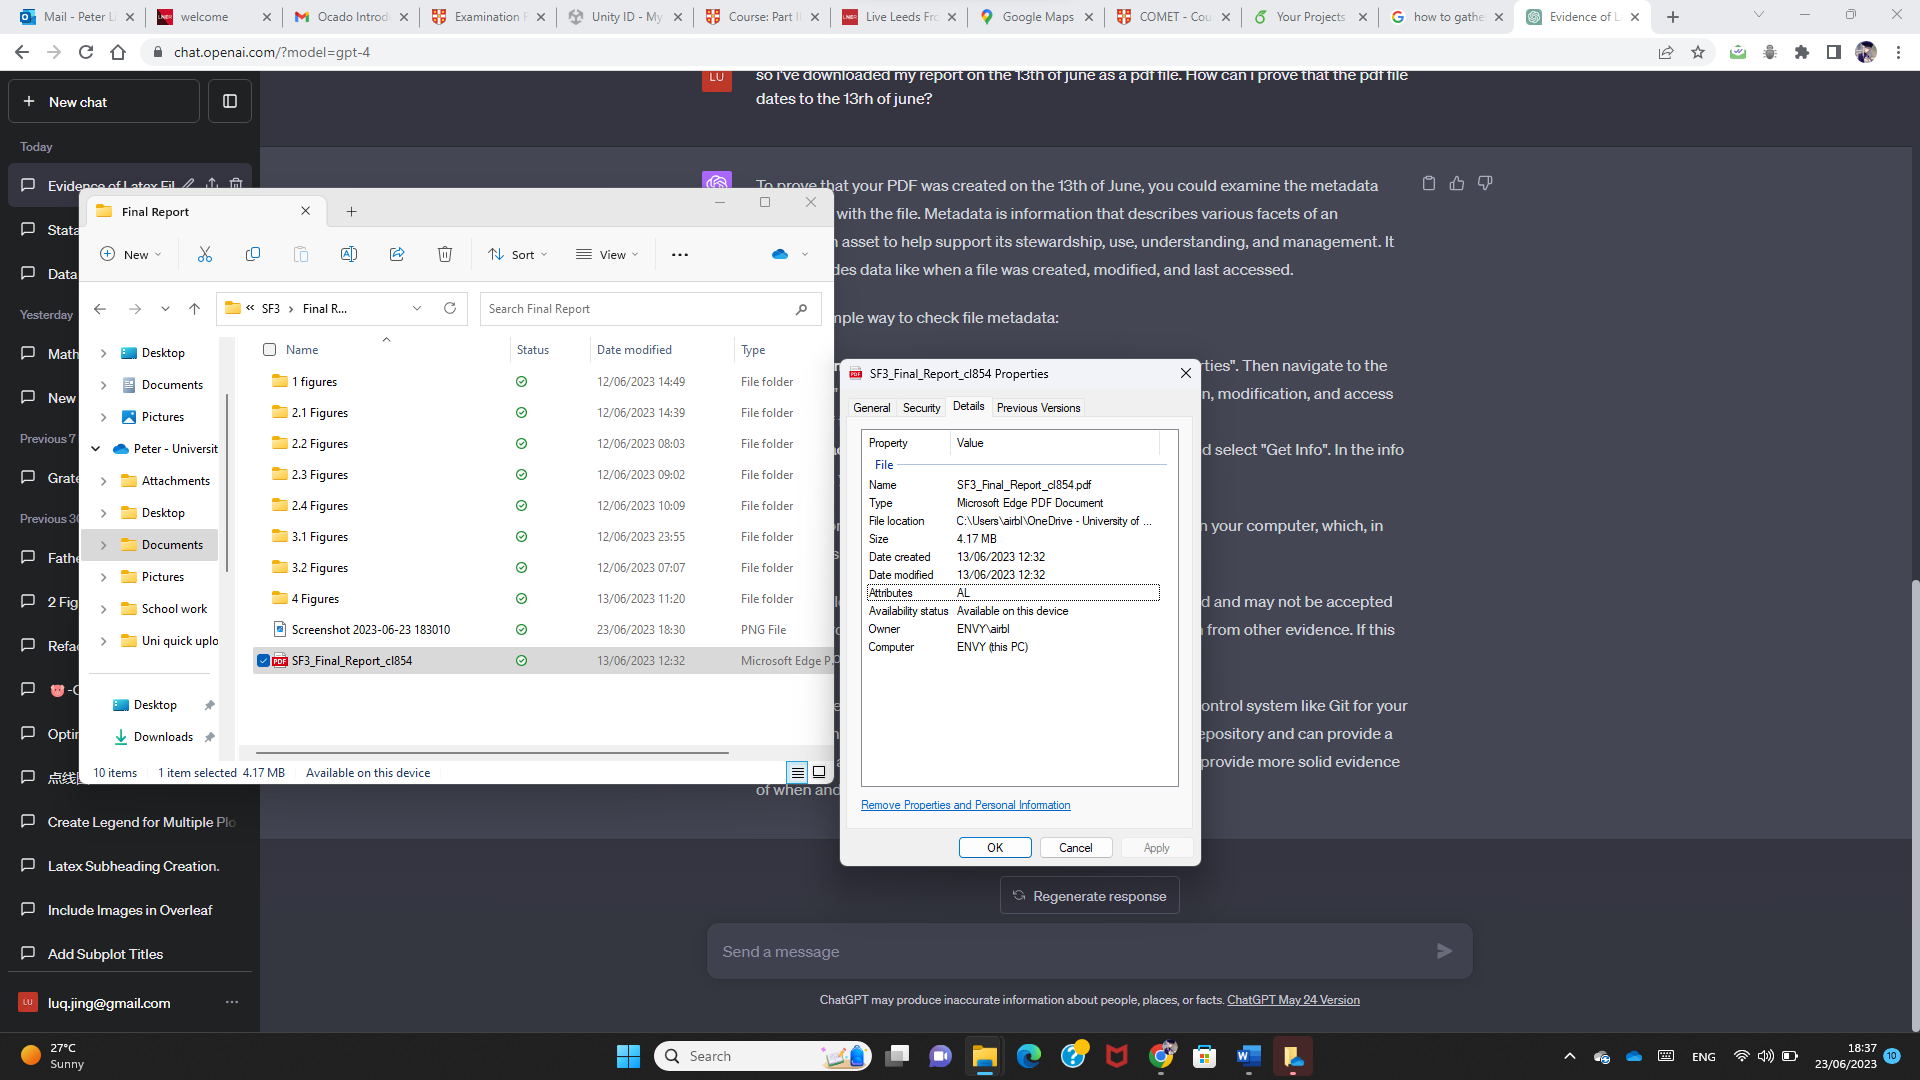 Mail - Peter L
welcome
Ocado Introd
Examination F
Unity ID - My
Course: Part II
Live Leeds Fro
Google Maps
COMET - Cou
Your Projects
how to gathe
Evidence of L
chat.openai.com/?model=gpt-4
New chat
Today
Evidence of Latex Fil
Stata
Data
Yesterday
Math
New
Previous 7
Grate
Previous 30
Fathe
2 Fig
Refac
Optim
点线
Create Legend for Multiple Plo
Latex Subheading Creation.
Include Images in Overleaf
Add Subplot Titles
LU
luq.jing@gmail.com
LU
so i've downloaded my report on the 13th of june as a pdf file. How can i prove that the pdf file
dates to the 13rh of june?
To prove that your PDF was created on the 13th of June, you could examine the metadata
with the file. Metadata is information that describes various facets of an
asset to help support its stewardship, use, understanding, and management. It
des data like when a file was created, modified, and last accessed.
mple way to check file metadata:
rties". Then navigate to the
n, modification, and access
d select "Get Info". In the info
n your computer, which, in
d and may not be accepted
from other evidence. If this
ontrol system like Git for your
epository and can provide a
provide more solid evidence
of when and
Final Report
New
Sort
View
SF3
Final R...
Search Final Report
Desktop
Documents
Pictures
Peter - Universit
Attachments
Desktop
Documents
Pictures
School work
Uni quick uplo
Desktop
Downloads
Name Status Date modified Type
1 figures 12/06/2023 14:49 File folder
2.1 Figures 12/06/2023 14:39 File folder
2.2 Figures 12/06/2023 08:03 File folder
2.3 Figures 12/06/2023 09:02 File folder
2.4 Figures 12/06/2023 10:09 File folder
3.1 Figures 12/06/2023 23:55 File folder
3.2 Figures 12/06/2023 07:07 File folder
4 Figures 13/06/2023 11:20 File folder
Screenshot 2023-06-23 183010 23/06/2023 18:30 PNG File
PDF SF3_Final_Report_cl854 13/06/2023 12:32 Microsoft Edge P
10 items 1 item selected 4.17 MB Available on this device
PDF SF3_Final_Report_cl854 Properties
General Security Details Previous Versions
Property Value
File
Name SF3_Final_Report_cl854.pdf
Type Microsoft Edge PDF Document
File location C:\Users\airbl\OneDrive - University of ...
Size 4.17 MB
Date created 13/06/2023 12:32
Date modified 13/06/2023 12:32
Attributes AL
Availability status Available on this device
Owner ENVY\airbl
Computer ENVY (this PC)
Remove Properties and Personal Information
OK Cancel Apply
Regenerate response
Send a message
ChatGPT may produce inaccurate information about people, places, or facts. ChatGPT May 24 Version
27°C
Sunny
Search
ENG
18:37
23/06/2023
10